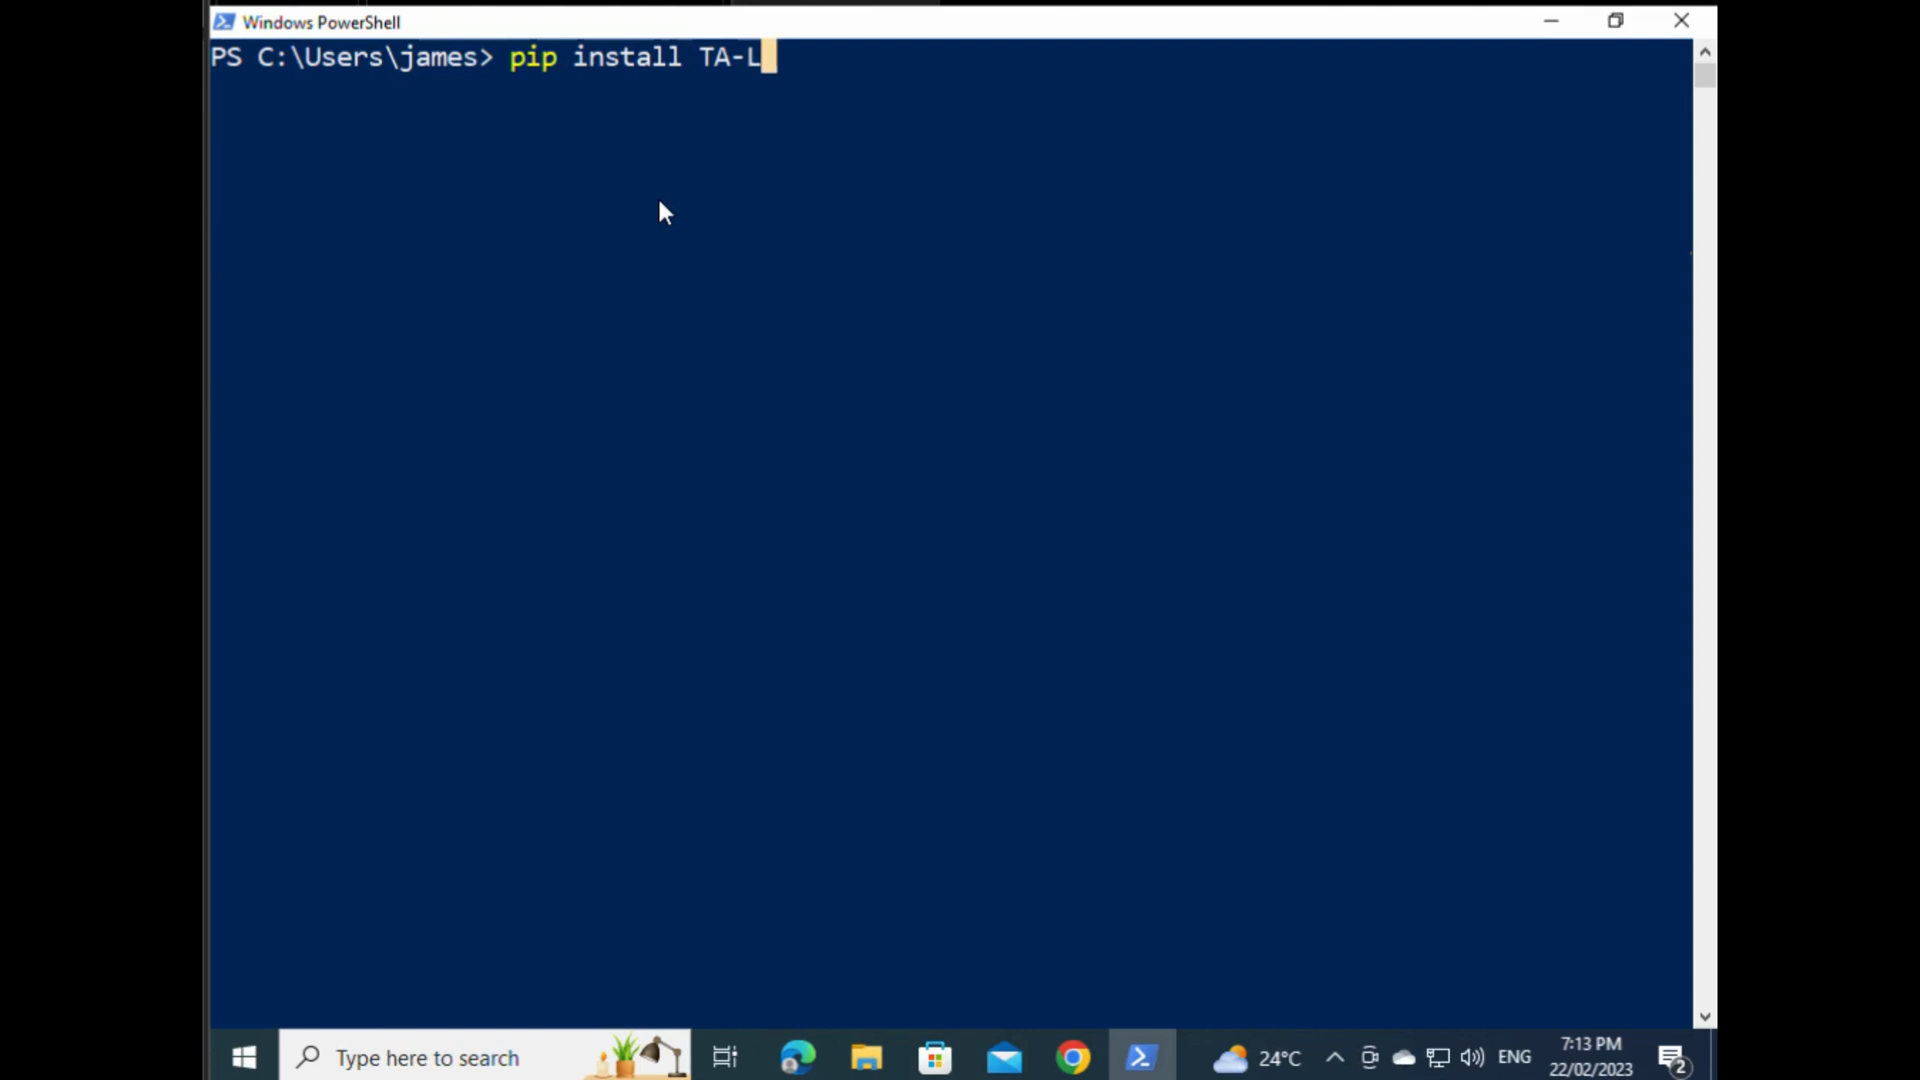 Windows PowerShell
PS C:\Users\james> pip install TA-L
Type here to search
24°C
ENG
7:13 PM
22/02/2023
2